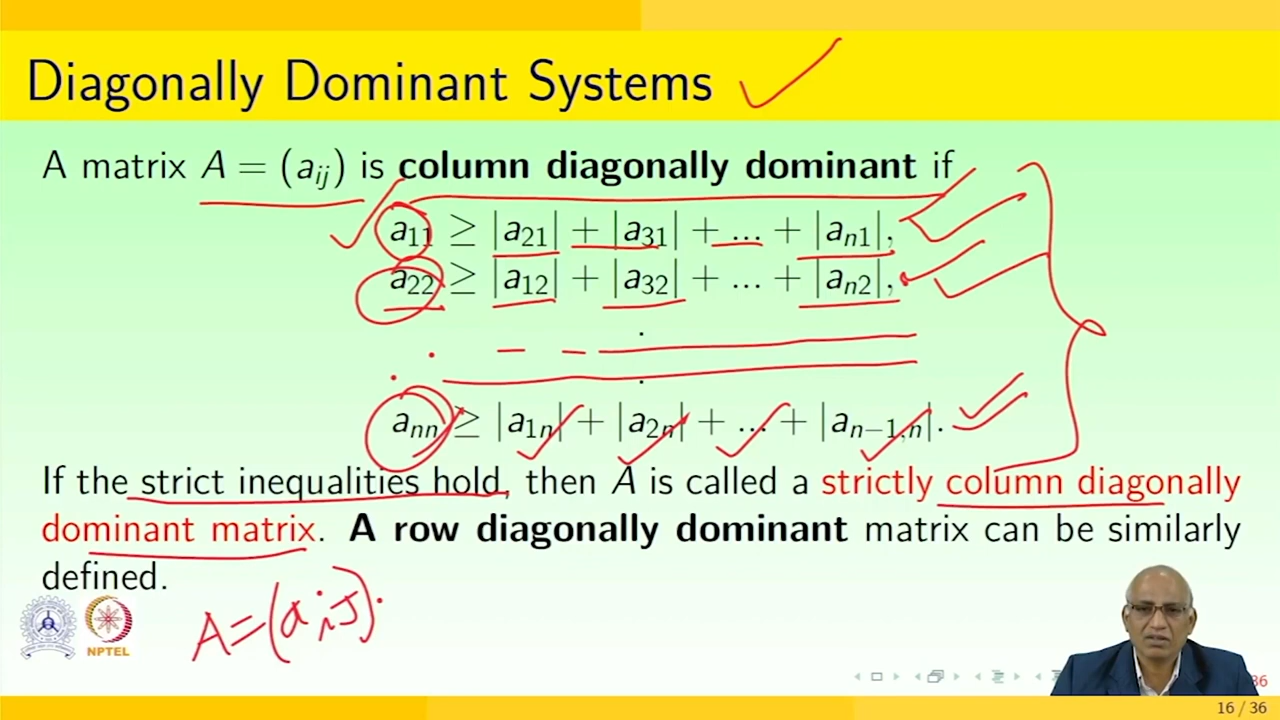 Diagonally Dominant Systems
A matrix A = (aᵢⱼ) is column diagonally dominant if
a₁₁ ≥ |a₂₁| + |a₃₁| + ... + |aₙ₁|,
a₂₂ ≥ |a₁₂| + |a₃₂| + ... + |aₙ₂|,
.
.
aₙₙ ≥ |a₁ₙ| + |a₂ₙ| + ... + |aₙ₋₁,ₙ|.
If the strict inequalities hold, then A is called a strictly column diagonally
dominant matrix. A row diagonally dominant matrix can be similarly
defined.
A=(aᵢⱼ).
NPTEL
16 / 36